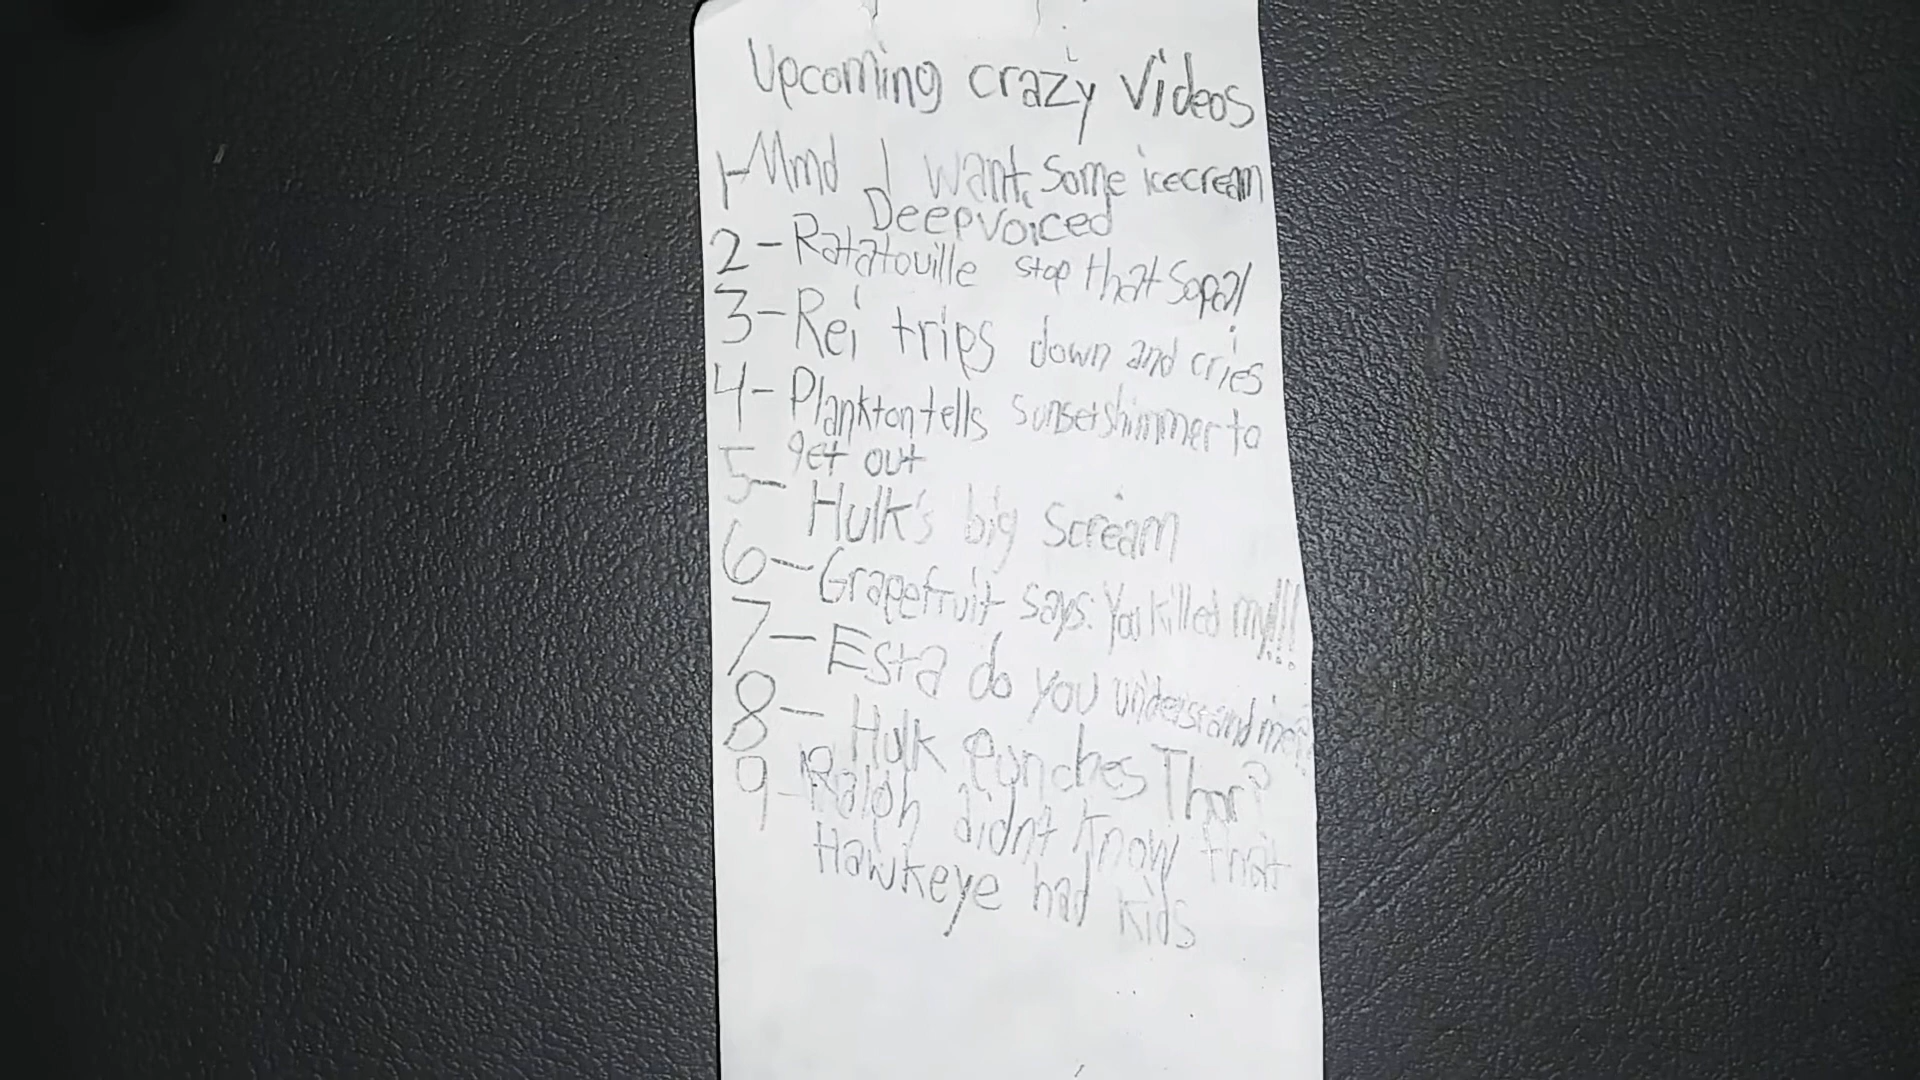 Upcoming crazy Videos
1-Mmd I want some icecream
Deepvoiced
2-Ratatouille stop that Sopa!
3-Rei trips down and cries
4-Plankton tells sunsetshimmer to
get out
5-Hulk's big scream
6-Grapefruit says: You killed my!!!
7-Esta do you understand me?
8-Hulk punches Thor?
9-Ralph didnt know that
Hawkeye had kids